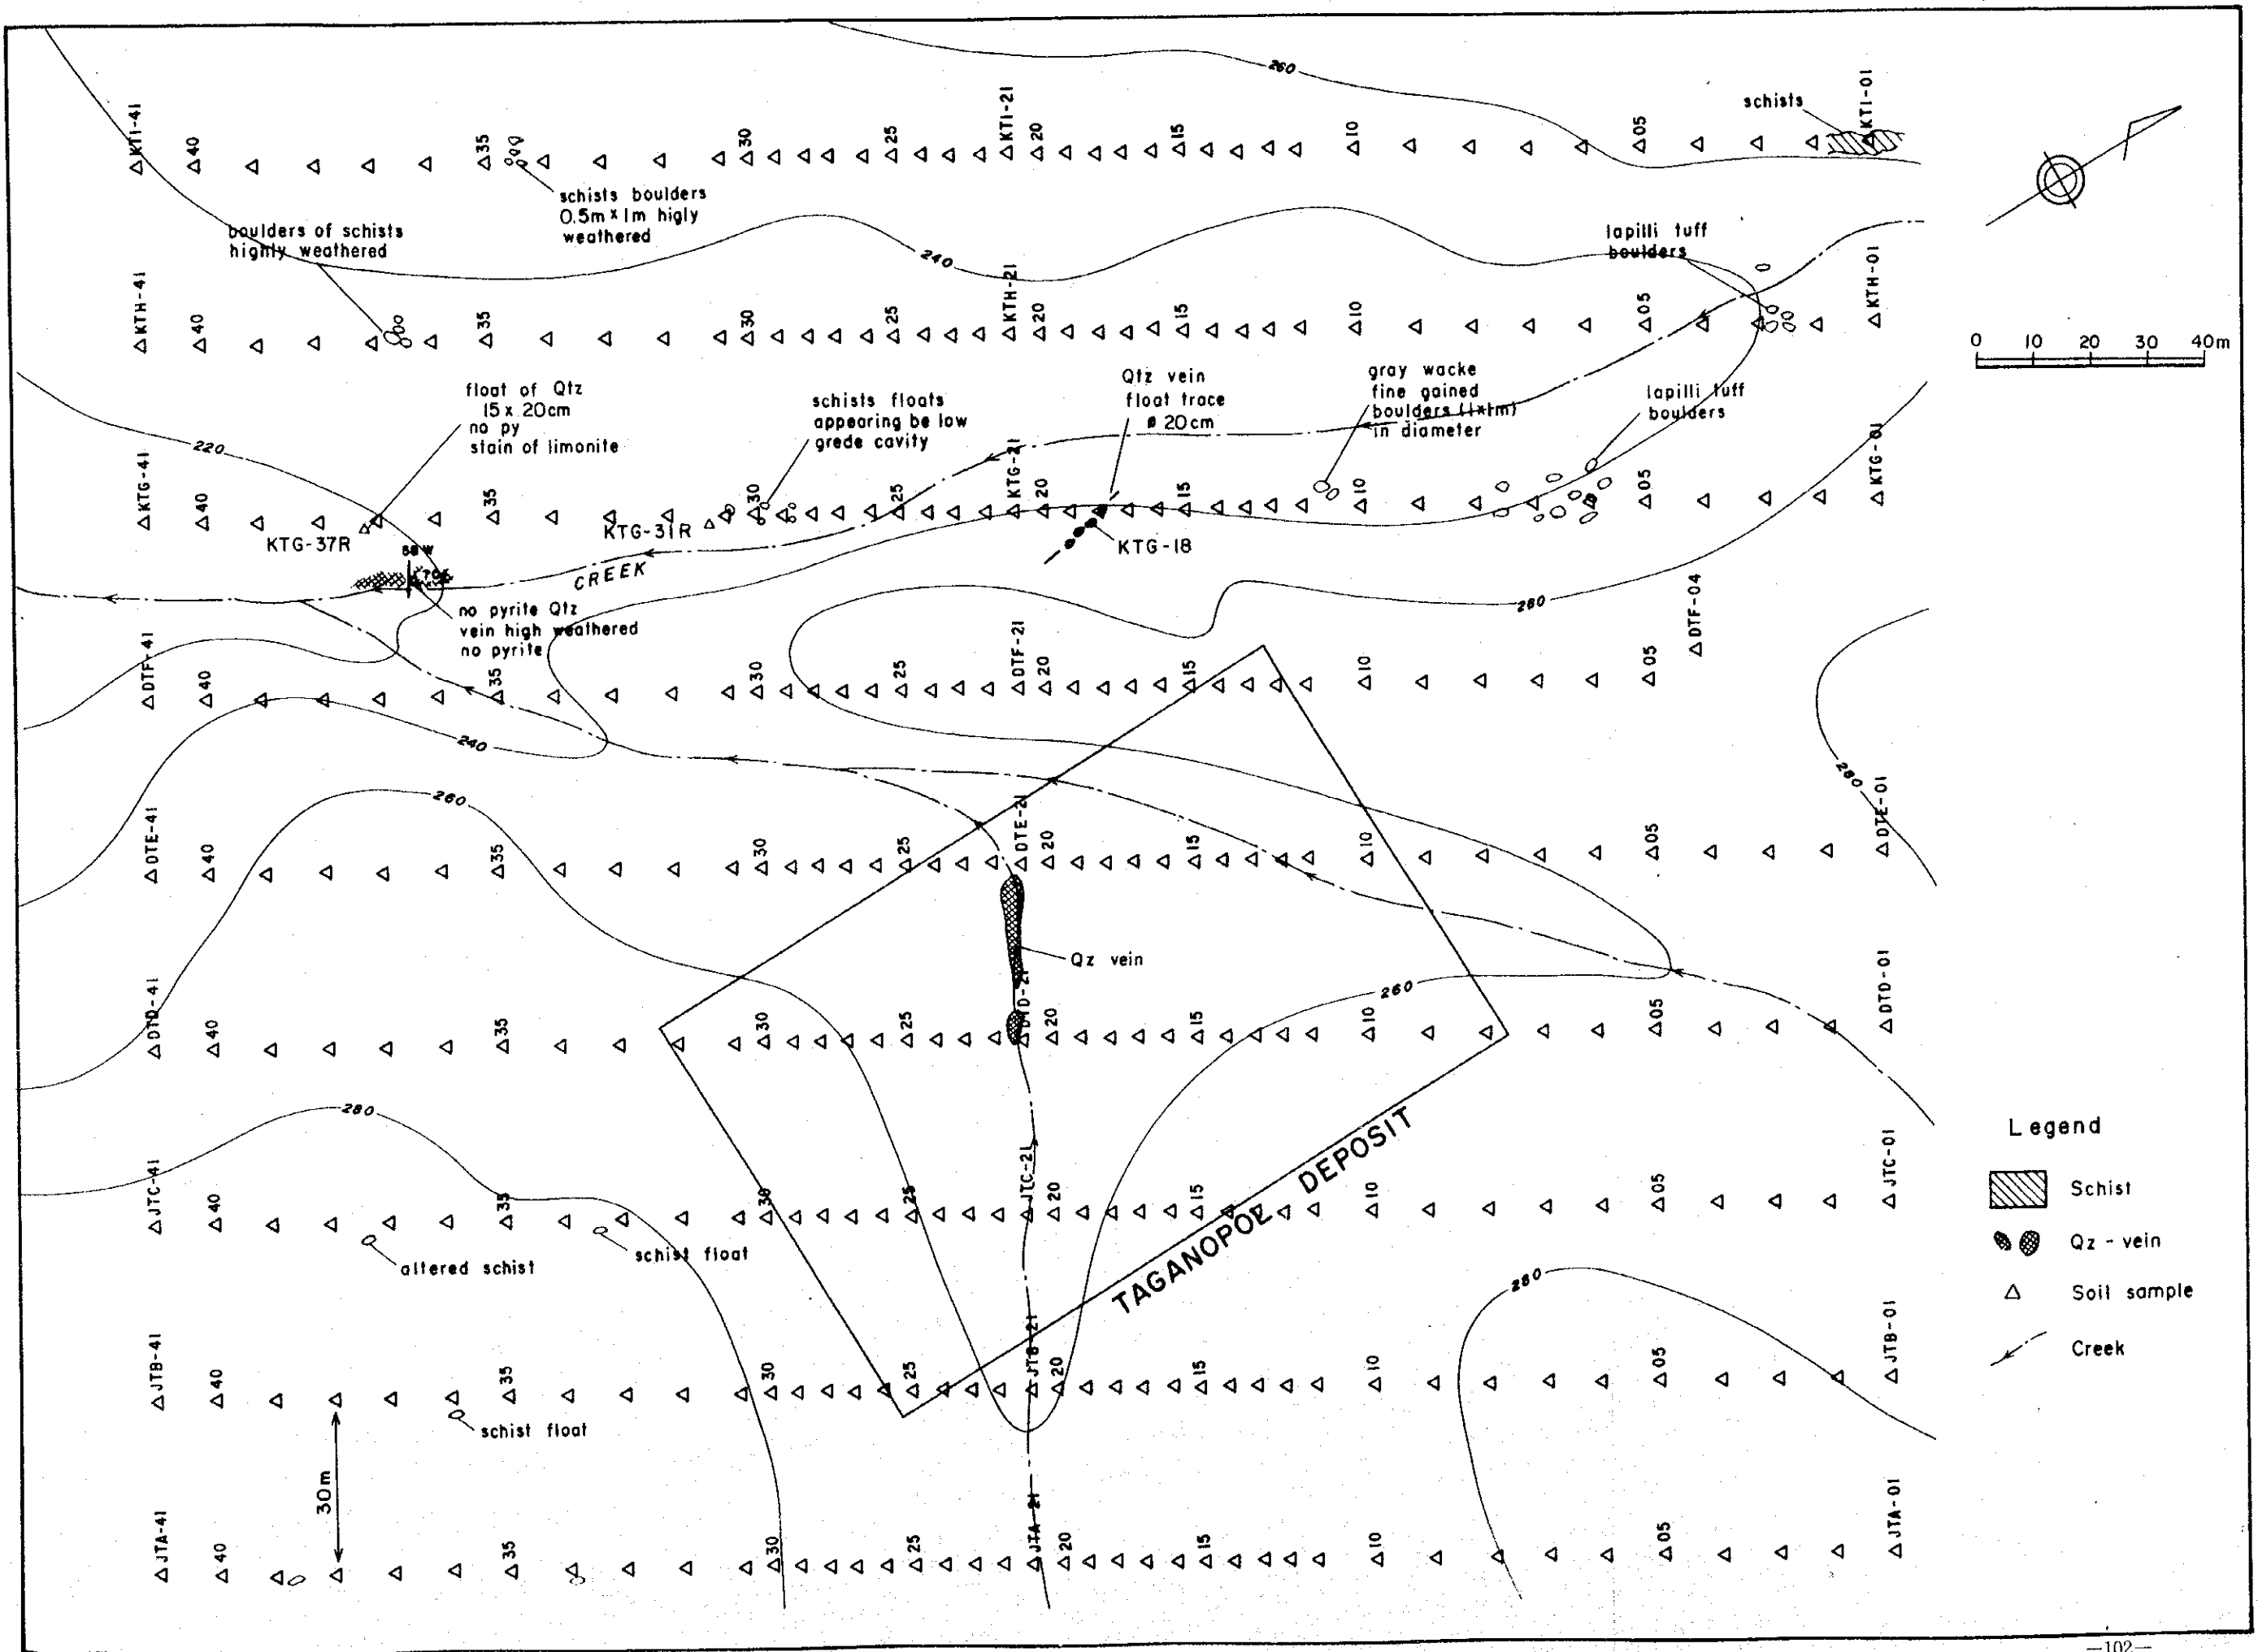 260
KTI-41
40
35
30
25
KTI-21
20
15
10
05
schists
KTI-01
schists boulders
0.5m x 1m higly
weathered
boulders of schists
highly weathered
240
lapilli tuff
boulders
KTH-41
40
35
30
25
KTH-21
20
15
10
05
KTH-01
0 10 20 30 40m
float of Qtz
15 x 20cm
no py
stain of limonite
schists floats
appearing be low
grede cavity
Qtz vein
float trace
ø 20cm
gray wacke
fine gained
boulders (1x1m)
in diameter
lapilli tuff
boulders
220
KTG-41
40
35
30
25
KTG-21
20
15
10
05
KTG-01
KTG-37R
KTG-31R
KTG-18
CREEK
no pyrite Qtz
vein high weathered
no pyrite
260
DTF-41
40
35
30
25
DTF-21
20
15
10
05
DTF-04
240
280
260
DTE-41
40
35
30
25
DTE-21
20
15
10
05
DTE-01
Qz vein
260
DTD-41
40
35
30
25
DTD-21
20
15
10
05
DTD-01
280
TAGANOPOL DEPOSIT
JTC-41
40
35
30
25
JTC-21
20
15
10
05
JTC-01
altered schist
schist float
280
JTB-41
40
35
30
25
JTB-21
20
15
10
05
JTB-01
schist float
30m
JTA-41
40
35
30
25
JTA-21
20
15
10
05
JTA-01
Legend
Schist
Qz - vein
Soil sample
Creek
—102—